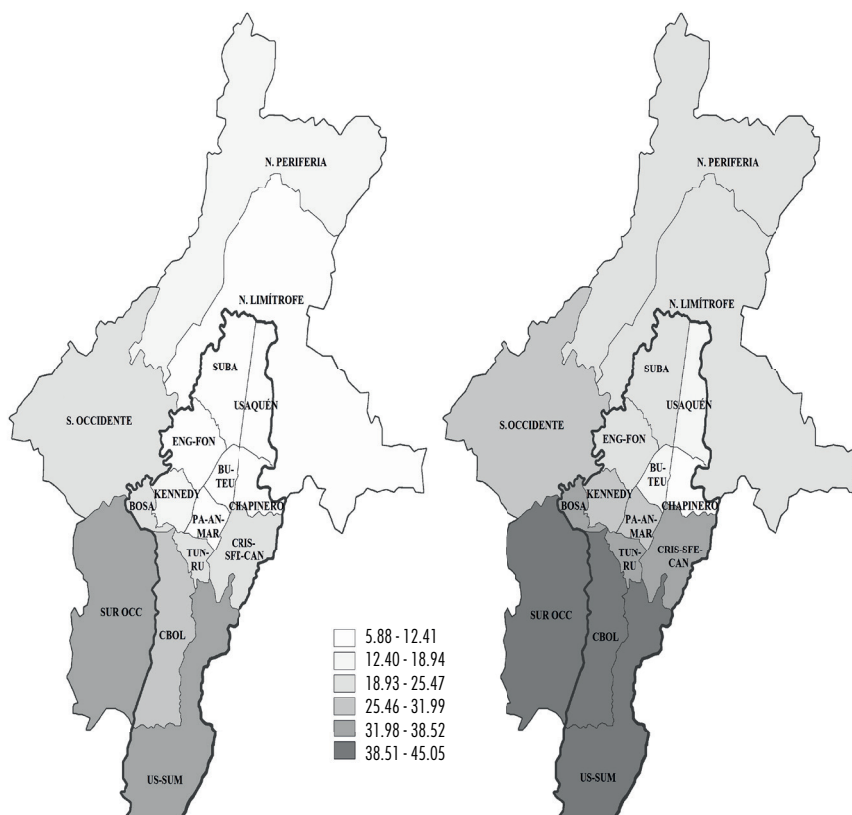 N. PERIFERIA
N. LIMÍTROFE
SUBA
USAQUÉN
S. OCCIDENTE
ENG-FON
BU-
TEU
KENNEDY
BOSA
CHAPINERO
PA-AN-
MAR
TUN-
RU
CRIS-
SFI-CAN
SUR OCC
CBOL
US-SUM
5.88 - 12.41
12.40 - 18.94
18.93 - 25.47
25.46 - 31.99
31.98 - 38.52
38.51 - 45.05
N. PERIFERIA
N. LIMÍTROFE
SUBA
USAQUÉN
S. OCCIDENTE
ENG-FON
BU-
TEU
KENNEDY
BOSA
CHAPINERO
PA-AN-
MAR
TUN-
RU
CRIS-SFE-
CAN
SUR OCC
CBOL
US-SUM